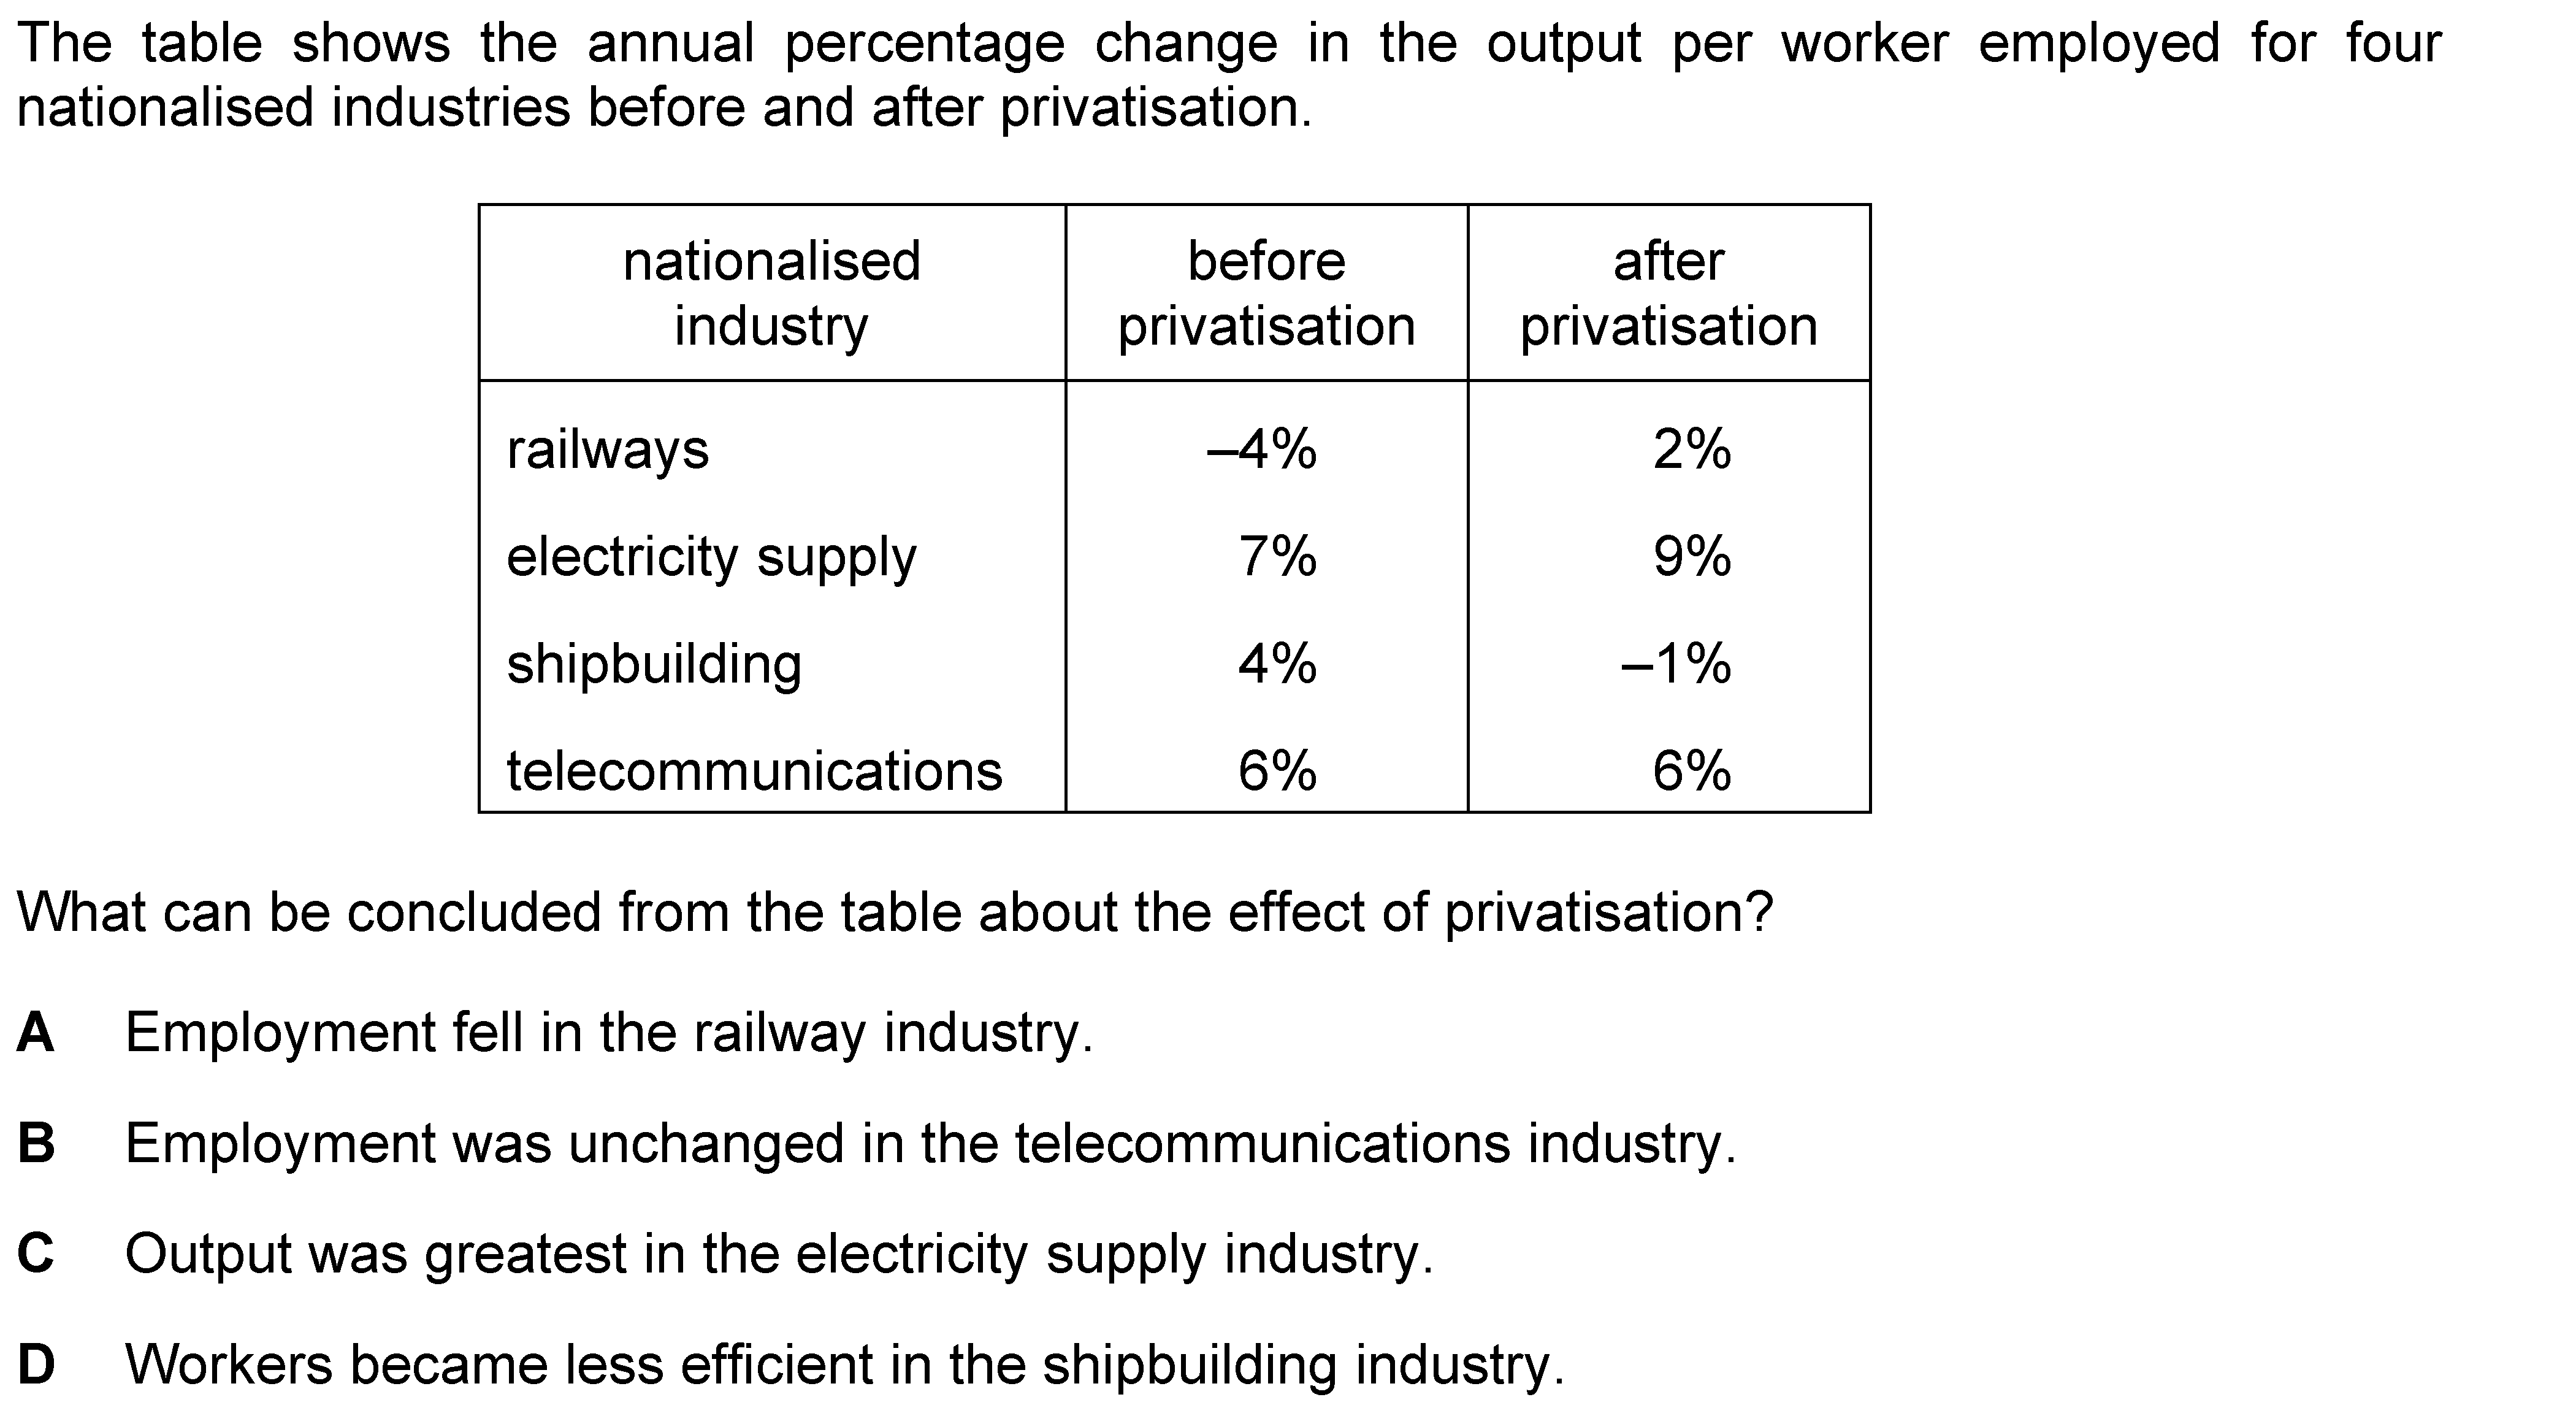 The table shows the annual percentage change in the output per worker employed for four
nationalised industries before and after privatisation.
nationalised industry before privatisation after privatisation
railways –4% 2%
electricity supply 7% 9%
shipbuilding 4% –1%
telecommunications 6% 6%
What can be concluded from the table about the effect of privatisation?
A Employment fell in the railway industry.
B Employment was unchanged in the telecommunications industry.
C Output was greatest in the electricity supply industry.
D Workers became less efficient in the shipbuilding industry.